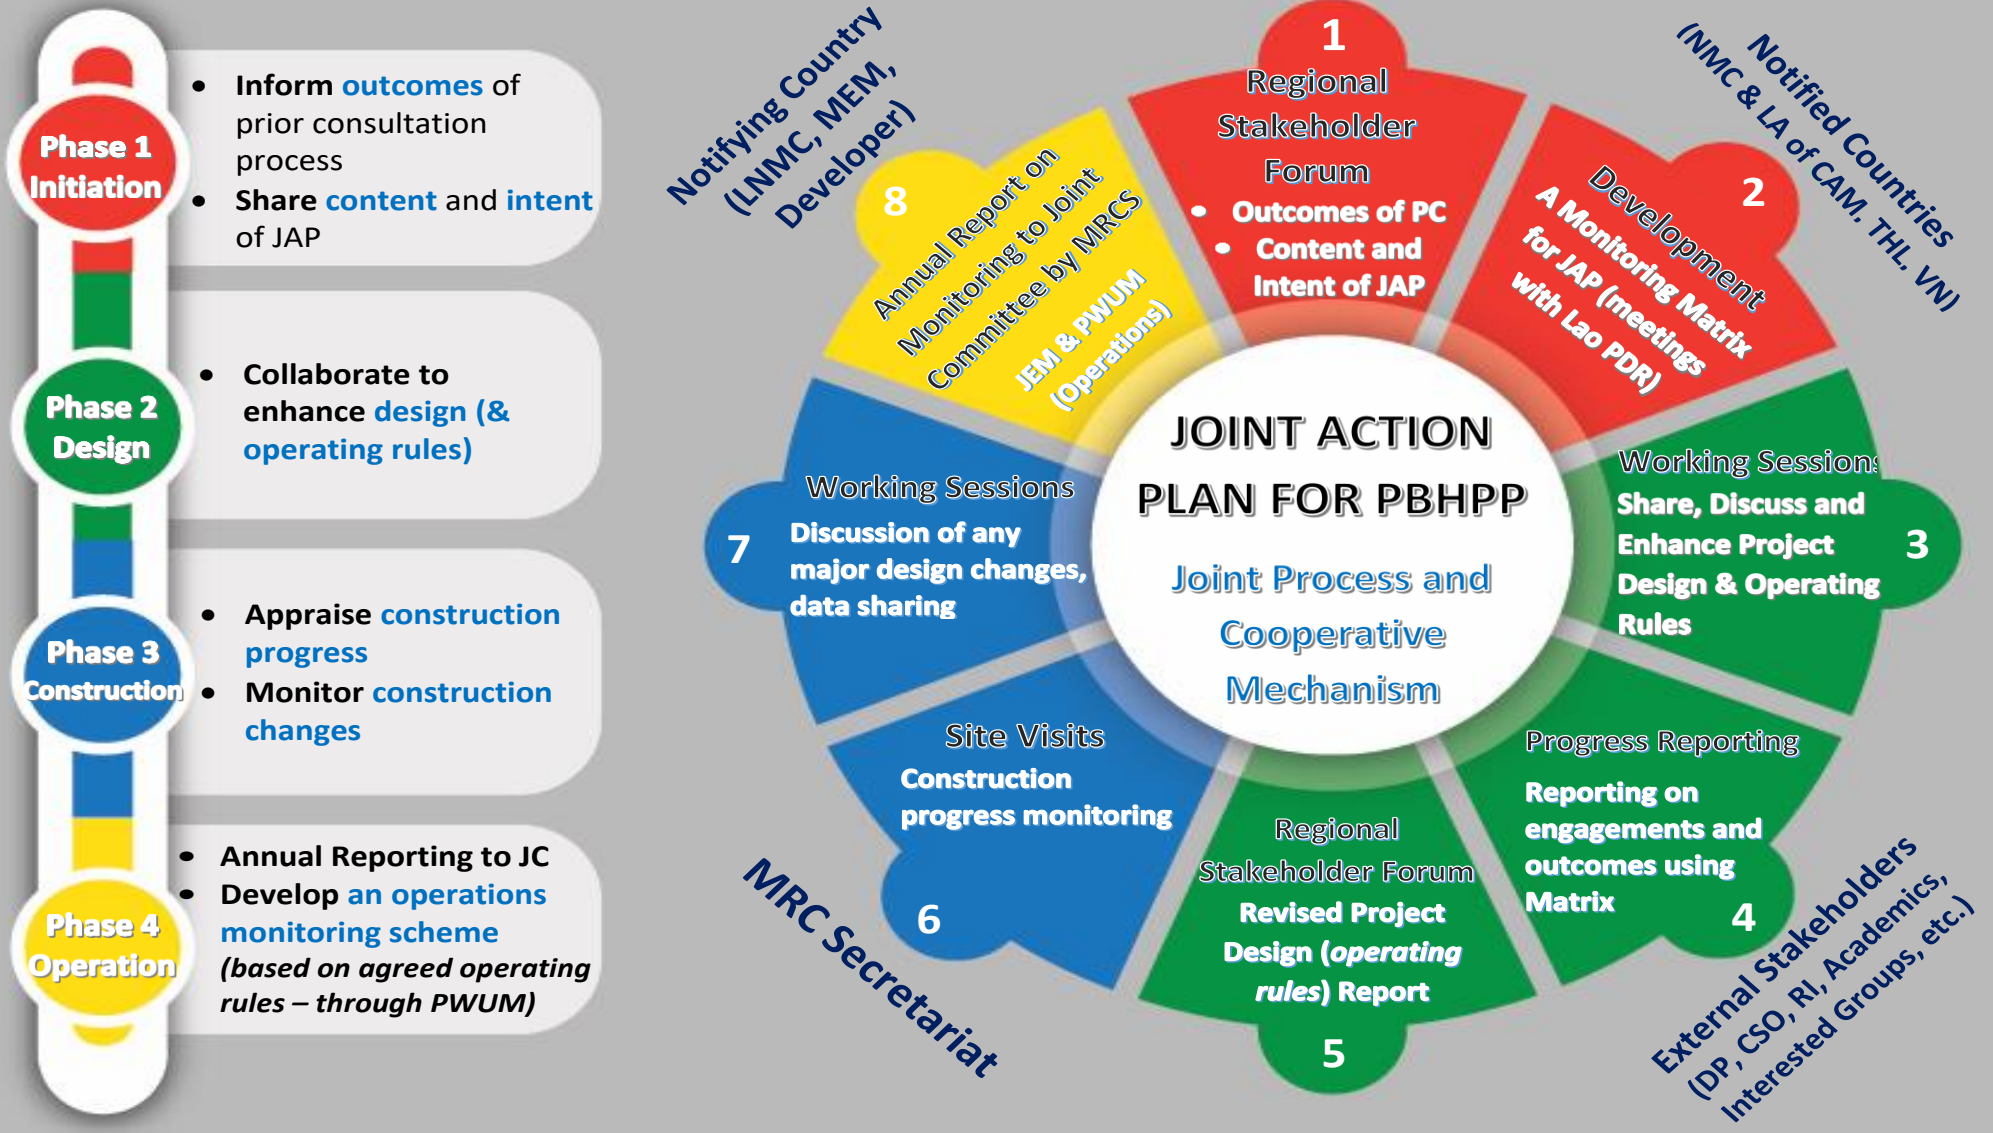 Phase 1
Initiation
• Inform outcomes of
prior consultation
process
• Share content and intent
of JAP
Phase 2
Design
• Collaborate to
enhance design (&
operating rules)
Phase 3
Construction
• Appraise construction
progress
• Monitor construction
changes
Phase 4
Operation
• Annual Reporting to JC
• Develop an operations
monitoring scheme
(based on agreed operating
rules – through PWUM)
Notifying Country
(LNMC, MEM,
Developer)
Notified Countries
(NMC & LA of CAM, THL, VN)
MRC Secretariat
External Stakeholders
(DP, CSO, RI, Academics,
Interested Groups, etc.)
JOINT ACTION
PLAN FOR PBHPP
Joint Process and
Cooperative
Mechanism
1
Regional
Stakeholder
Forum
• Outcomes of PC
• Content and
Intent of JAP
2
Development
A Monitoring Matrix
for JAP (meetings
with Lao PDR)
3
Working Sessions
Share, Discuss and
Enhance Project
Design & Operating
Rules
4
Progress Reporting
Reporting on
engagements and
outcomes using
Matrix
5
Regional
Stakeholder Forum
Revised Project
Design (operating
rules) Report
6
Site Visits
Construction
progress monitoring
7
Working Sessions
Discussion of any
major design changes,
data sharing
8
Annual Report on
Monitoring to Joint
Committee by MRCS
JEM & PWUM
(Operations)